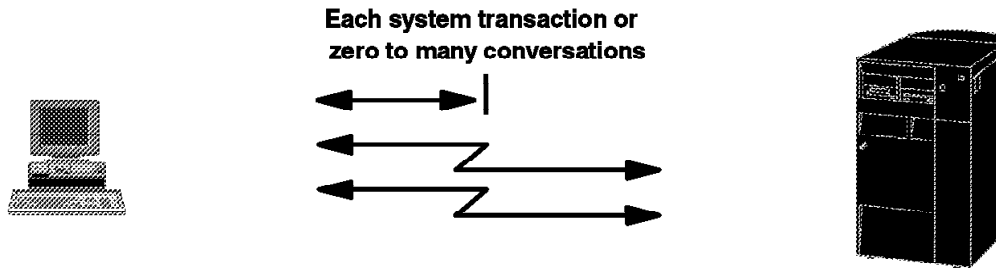 Each system transaction or
zero to many conversations